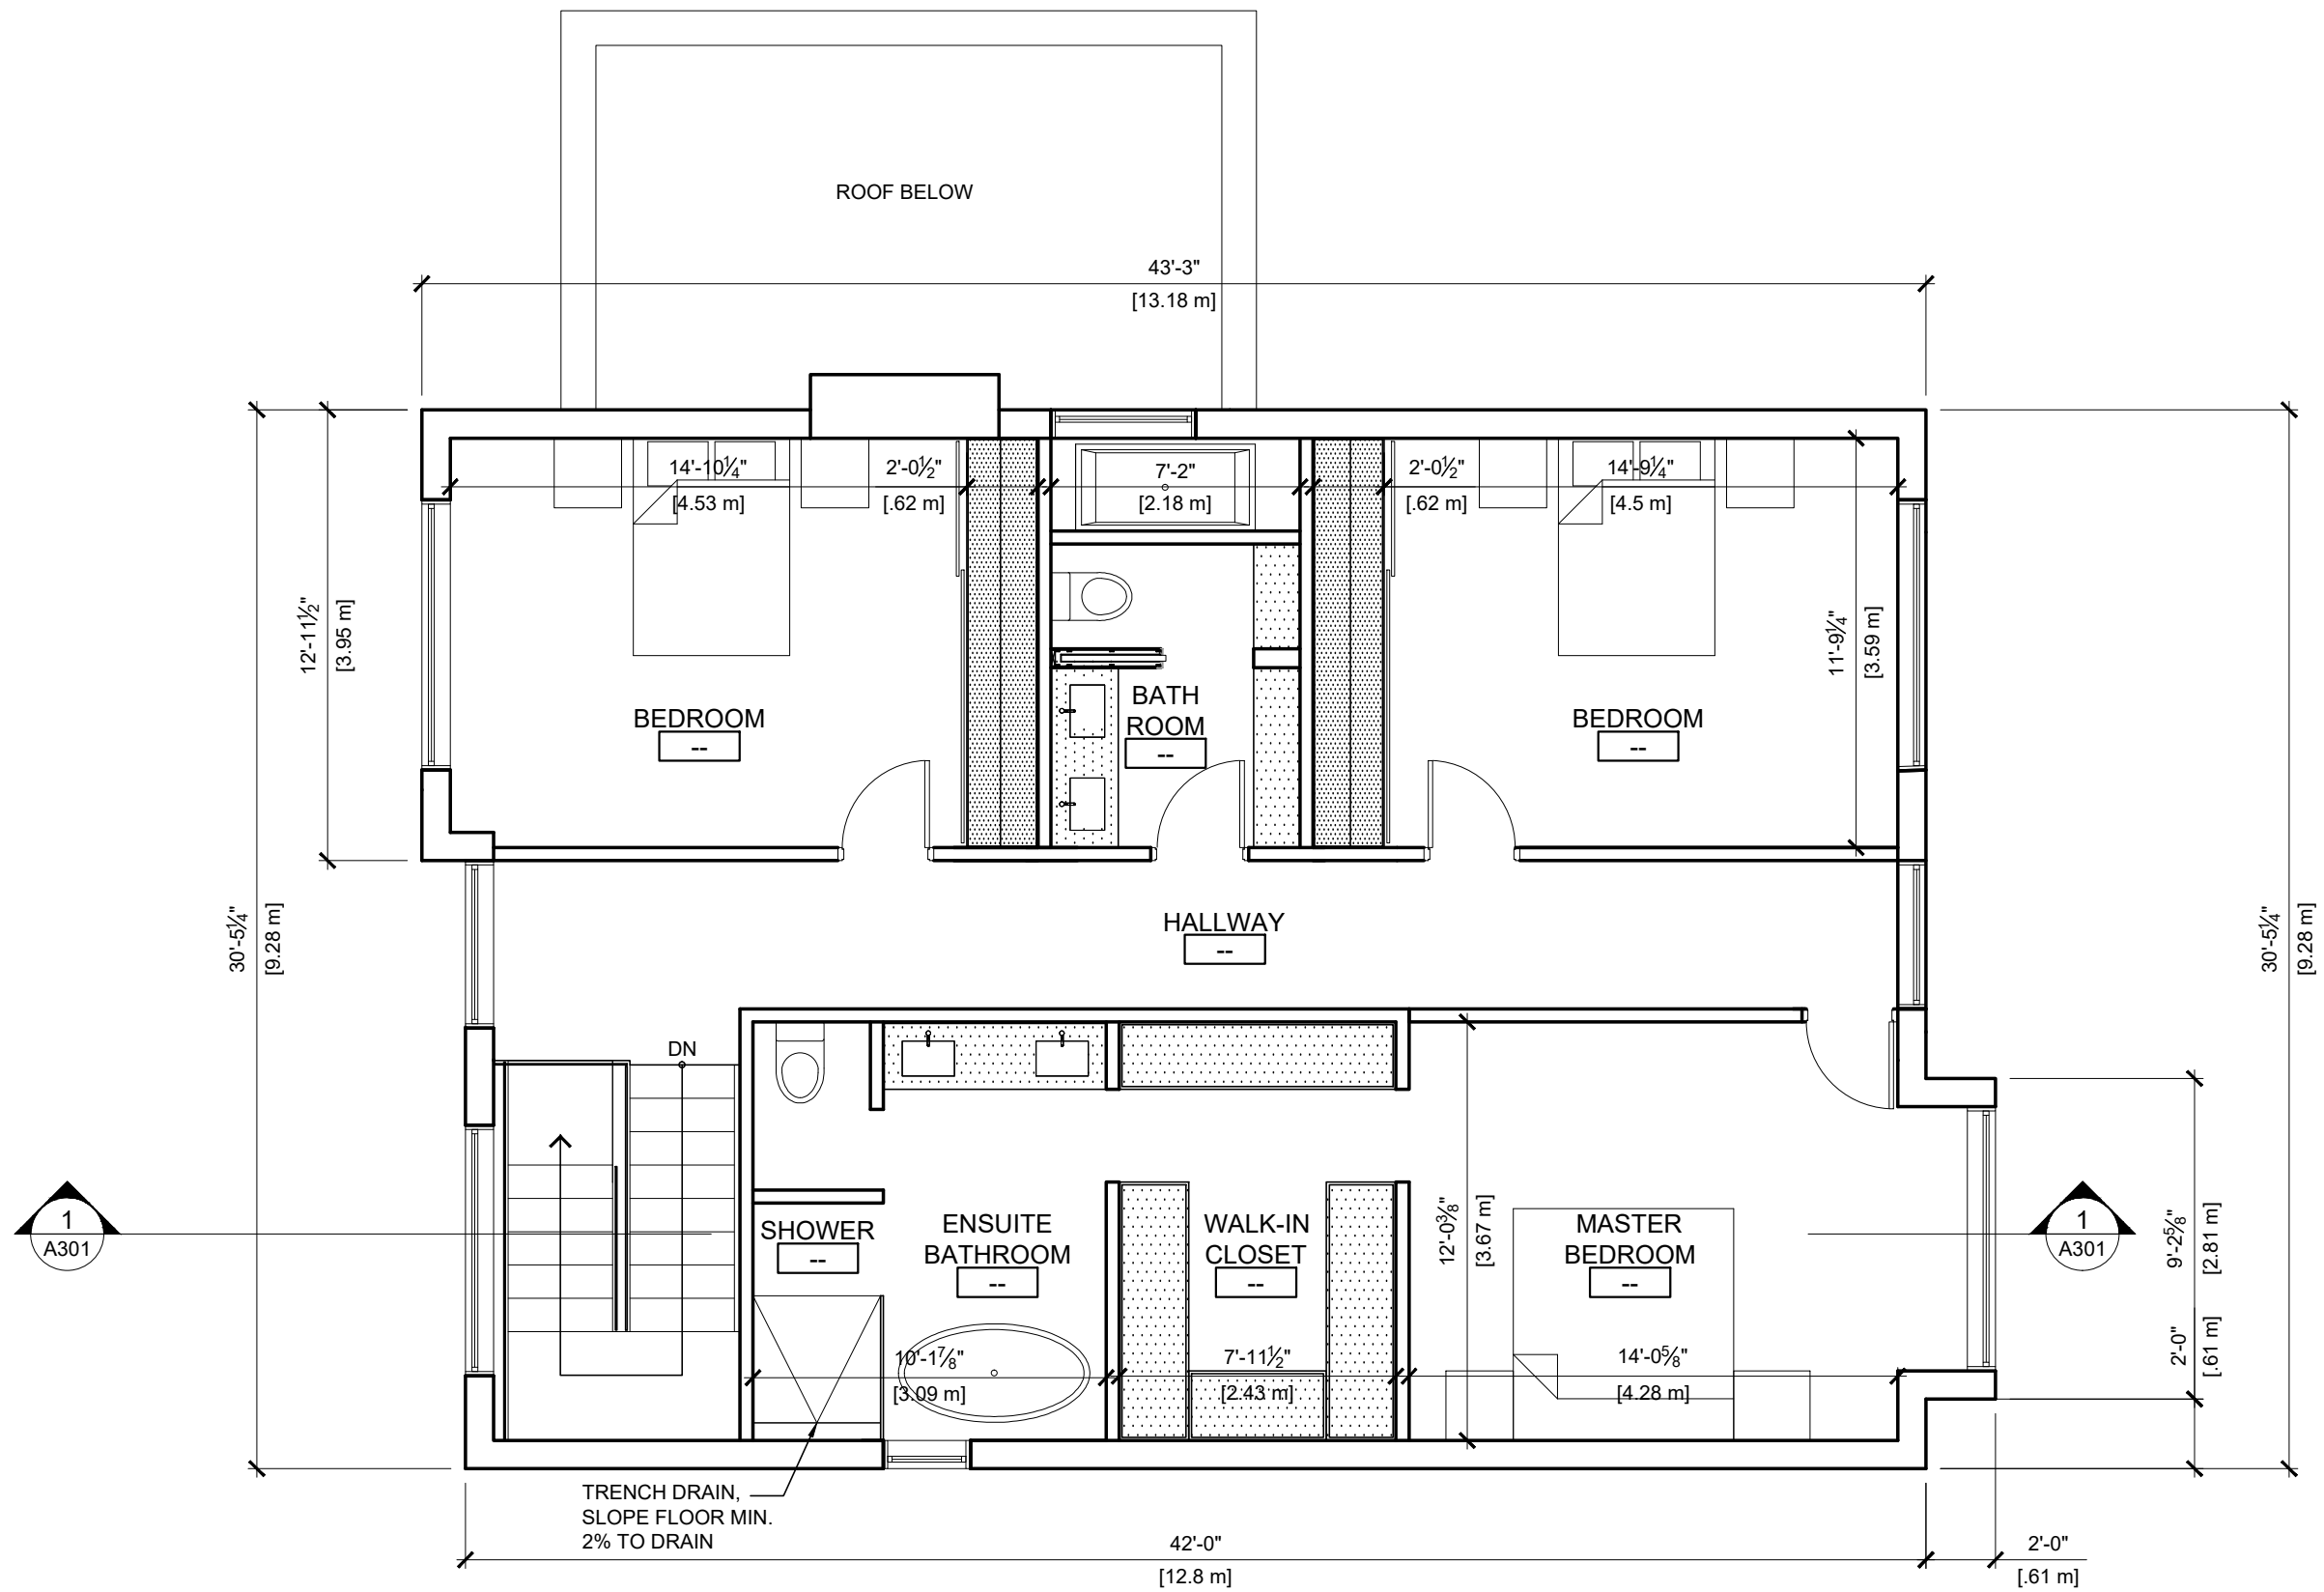 ROOF BELOW
43'-3"
[13.18 m]
14'-10¼"
[4.53 m]
2'-0½"
[.62 m]
7'-2"
[2.18 m]
2'-0½"
[.62 m]
14'-9¼"
[4.5 m]
12'-11½"
[3.95 m]
11'-9¼"
[3.59 m]
BEDROOM
--
BATH
ROOM
--
BEDROOM
--
30'-5¼"
[9.28 m]
HALLWAY
--
30'-5¼"
[9.28 m]
DN
1
A301
SHOWER
--
ENSUITE
BATHROOM
--
WALK-IN
CLOSET
--
12'-0⅜"
[3.67 m]
MASTER
BEDROOM
--
1
A301
9'-2⅝"
[2.81 m]
2'-0"
[.61 m]
10'-1⅞"
[3.09 m]
7'-11½"
[2.43 m]
14'-0⅝"
[4.28 m]
TRENCH DRAIN,
SLOPE FLOOR MIN.
2% TO DRAIN
42'-0"
[12.8 m]
2'-0"
[.61 m]